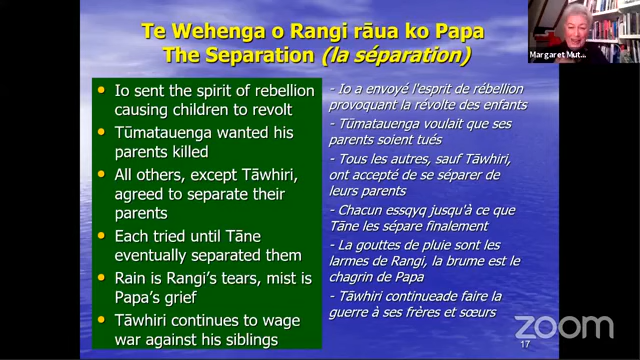 Te Wehenga o Rangi rāua ko Papa
The Separation (la séparation)
Margaret Mut...
• Io sent the spirit of rebellion
causing children to revolt
• Tūmatauenga wanted his
parents killed
• All others, except Tāwhiri,
agreed to separate their
parents
• Each tried until Tāne
eventually separated them
• Rain is Rangi's tears, mist is
Papa's grief
• Tāwhiri continues to wage
war against his siblings
- Io a envoyé l'esprit de rébellion
provoquant la révolte des enfants
- Tūmatauenga voulait que ses
parents soient tués
- Tous les autres, sauf Tāwhiri,
ont accepté de se séparer de
leurs parents
- Chacun essqyq jusqu'à ce que
Tāne les sépare finalement
- La gouttes de pluie sont les
larmes de Rangi, la brume est le
chagrin de Papa
- Tāwhiri continueade faire la
guerre à ses frères et sœurs
zoom
17